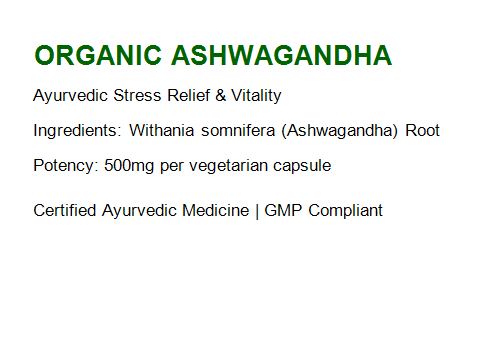 ORGANIC ASHWAGANDHA
Ayurvedic Stress Relief & Vitality
Ingredients: Withania somnifera (Ashwagandha) Root
Potency: 500mg per vegetarian capsule
Certified Ayurvedic Medicine | GMP Compliant